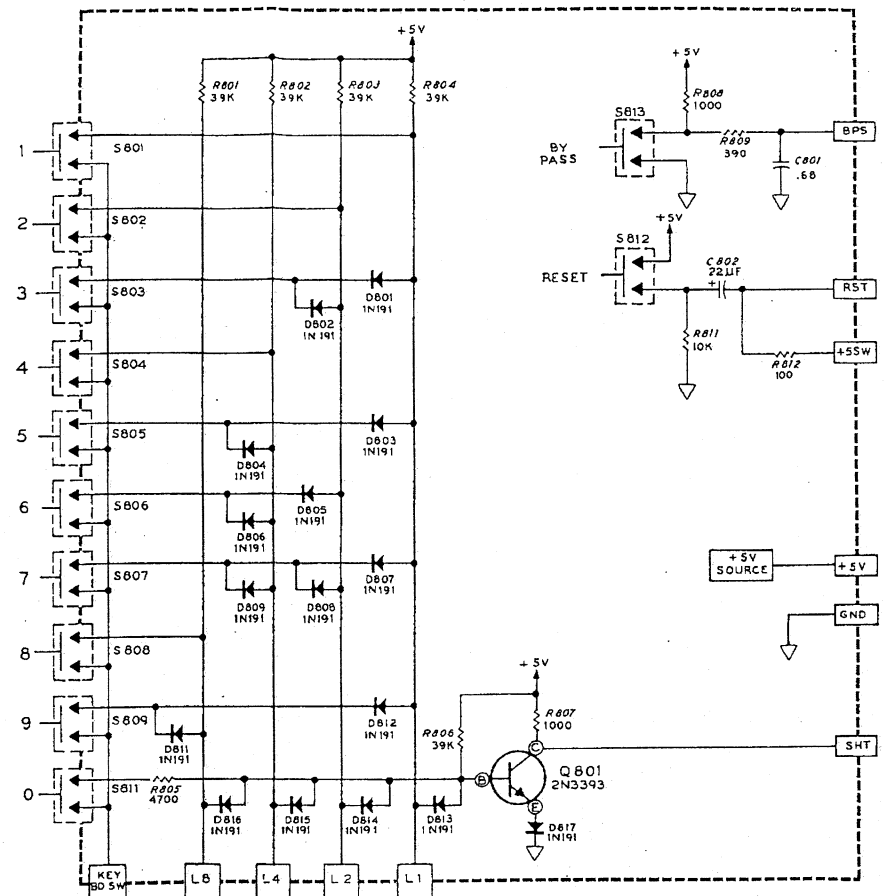 +5V
R801
39K
R802
39K
R803
39K
R804
39K
1
S801
2
S802
3
S803
D801
1N191
D802
1N191
4
S804
5
S805
D803
1N191
D804
1N191
6
S806
D805
1N191
D806
1N191
7
S807
D807
1N191
D809
1N191
D808
1N191
8
S808
9
S809
D812
1N191
D811
1N191
0
S811
R805
4700
D816
1N191
D815
1N191
D814
1N191
D813
1N191
KEY
BD SW
L8
L4
L2
L1
+5V
R808
1000
S813
BY
PASS
R809
390
C801
.68
BPS
+5V
S812
RESET
C802
22µF
+
RST
R811
10K
R812
100
+5SW
+5V
SOURCE
+5V
GND
+5V
R806
39K
R807
1000
C
B
E
Q801
2N3393
D817
1N191
SHT